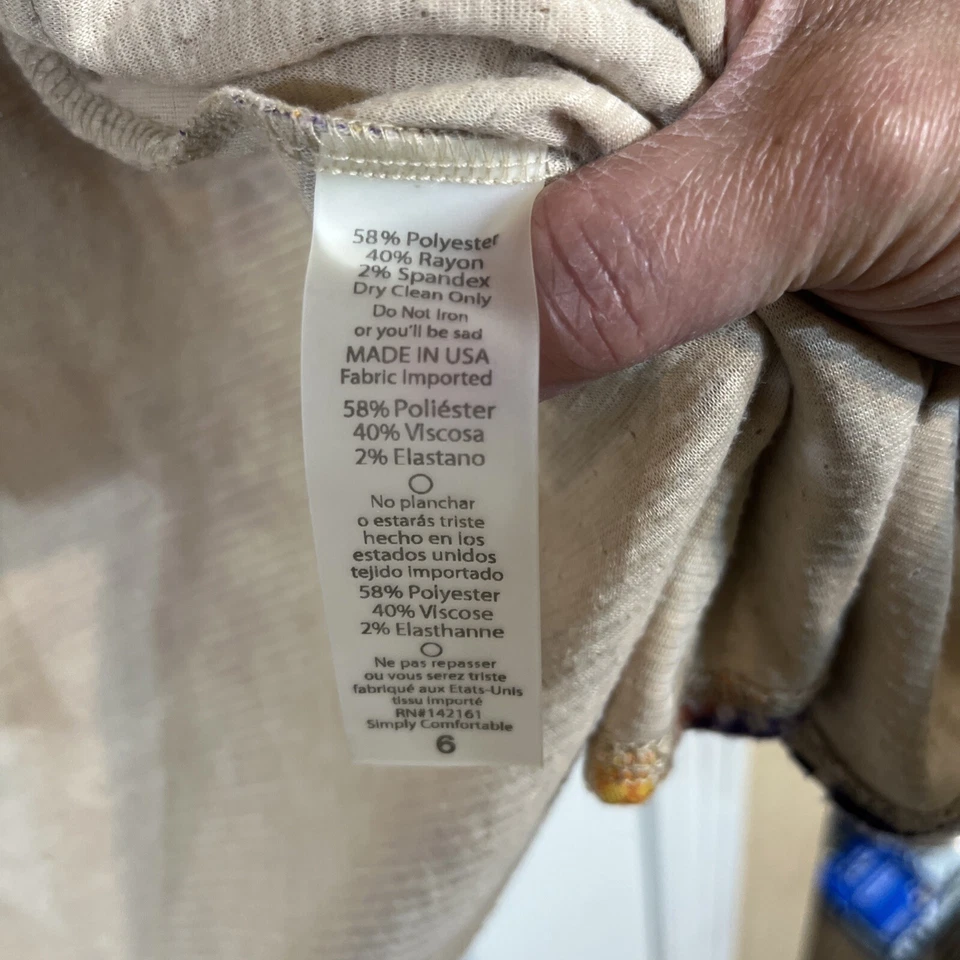 58% Polyester
40% Rayon
2% Spandex
Dry Clean Only
Do Not Iron
or you'll be sad
MADE IN USA
Fabric Imported
58% Poliéster
40% Viscosa
2% Elastano
No planchar
o estarás triste
hecho en los
estados unidos
tejido importado
58% Polyester
40% Viscose
2% Elasthanne
Ne pas repasser
ou vous serez triste
fabriqué aux Etats-Unis
tissu importé
RN#142161
Simply Comfortable
6